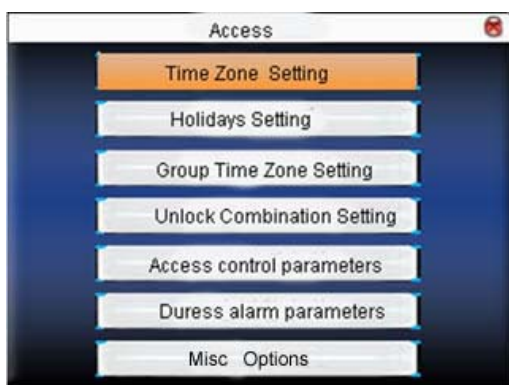 Access
Time Zone Setting
Holidays Setting
Group Time Zone Setting
Unlock Combination Setting
Access control parameters
Duress alarm parameters
Misc Options